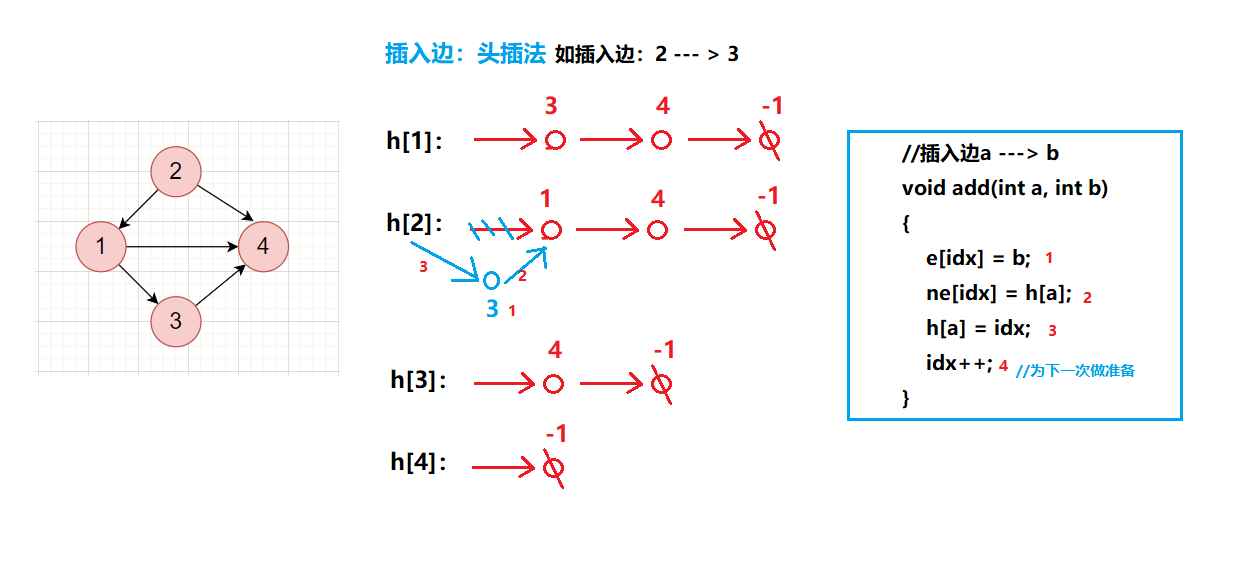 插入边：头插法 如插入边：2 --- > 3
2
1
4
3
3 4 -1
h[1]：
1 4 -1
h[2]：
3
2
3 1
4 -1
h[3]：
-1
h[4]：
//插入边a ---> b
void add(int a, int b)
{
e[idx] = b; 1
ne[idx] = h[a]; 2
h[a] = idx; 3
idx++; 4 //为下一次做准备
}